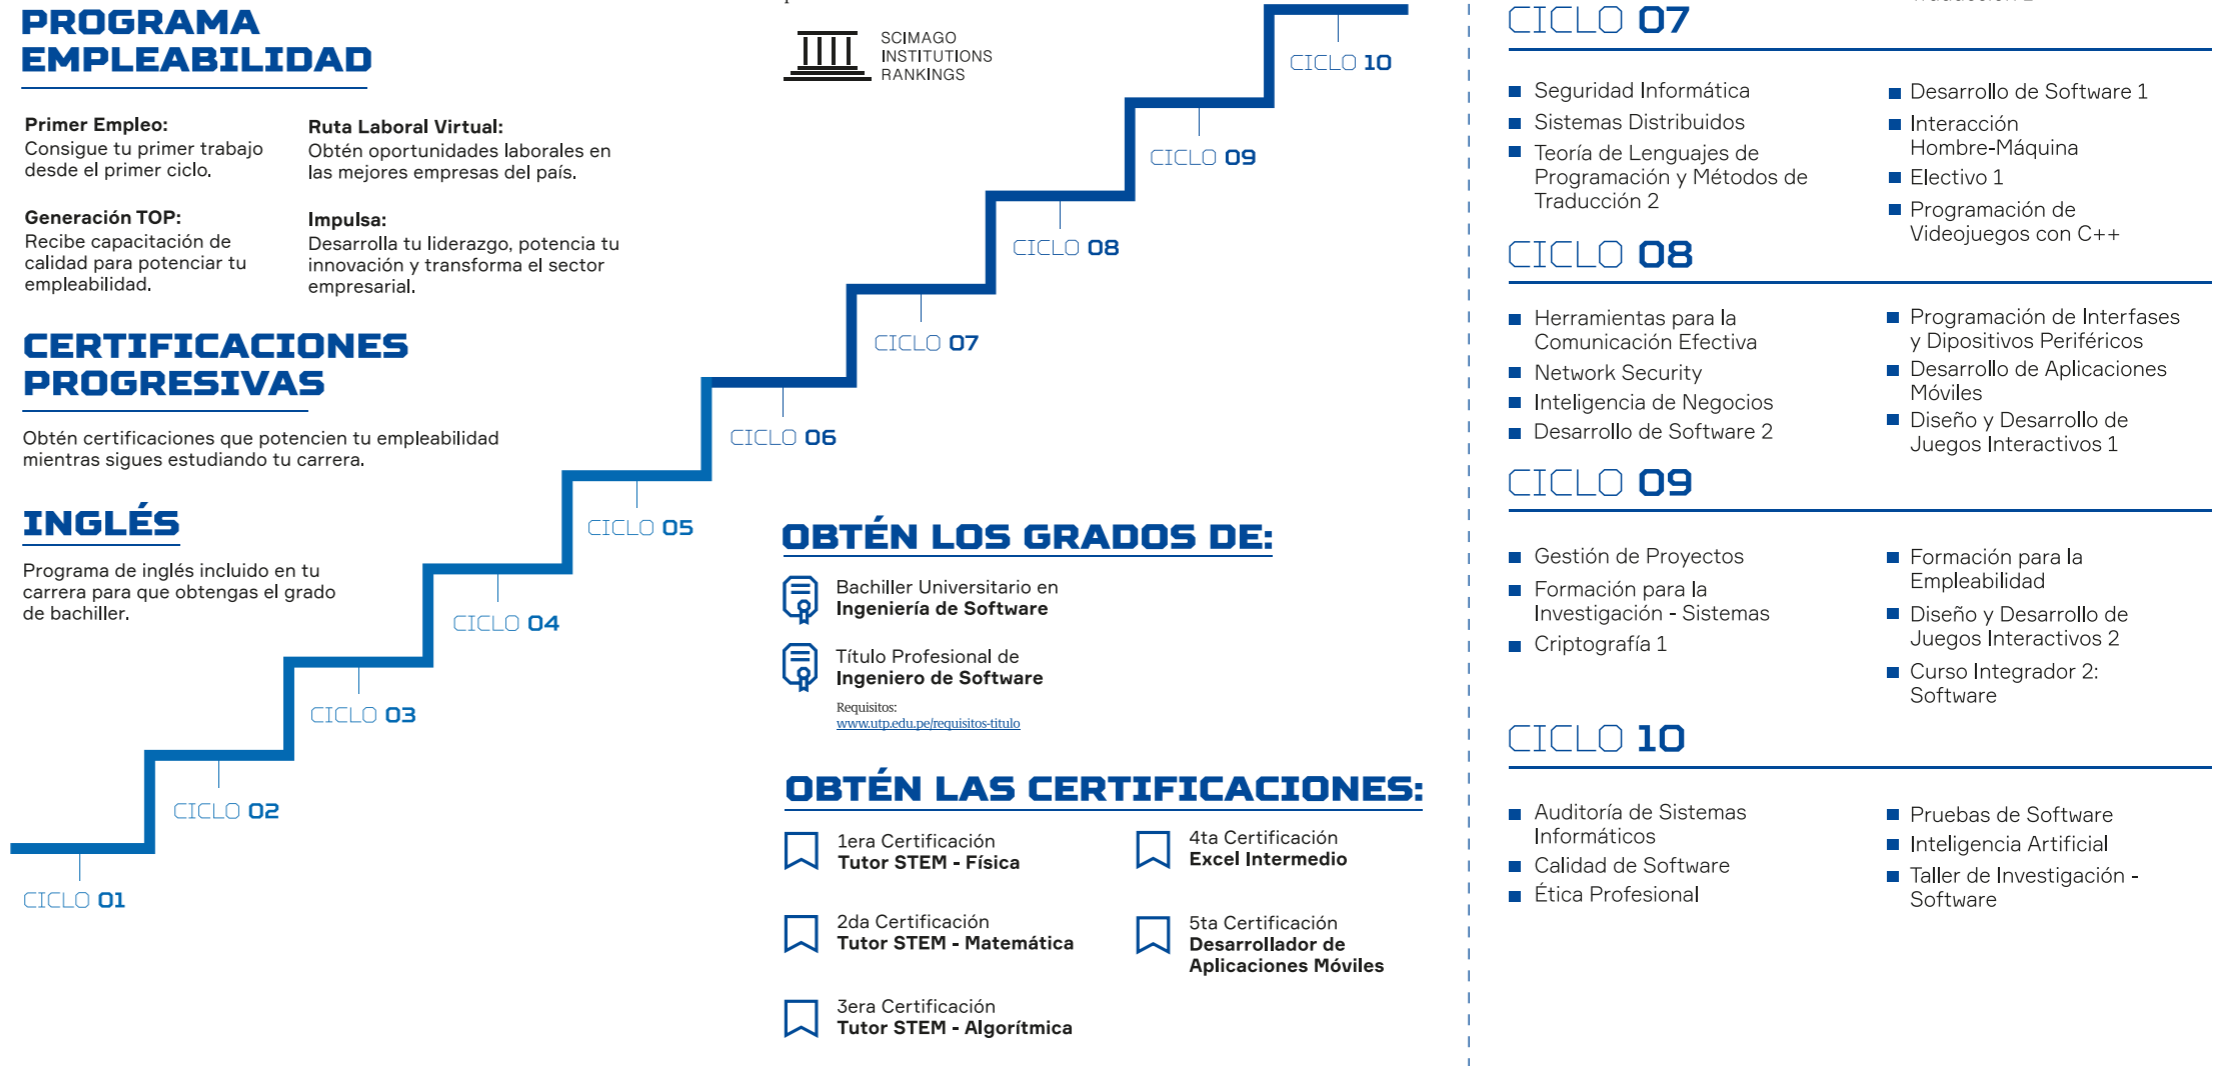 PROGRAMA
EMPLEABILIDAD
Primer Empleo:
Consigue tu primer trabajo
desde el primer ciclo.
Ruta Laboral Virtual:
Obtén oportunidades laborales en
las mejores empresas del país.
Generación TOP:
Recibe capacitación de
calidad para potenciar tu
empleabilidad.
Impulsa:
Desarrolla tu liderazgo, potencia tu
innovación y transforma el sector
empresarial.
CERTIFICACIONES
PROGRESIVAS
Obtén certificaciones que potencien tu empleabilidad
mientras sigues estudiando tu carrera.
INGLÉS
Programa de inglés incluido en tu
carrera para que obtengas el grado
de bachiller.
CICLO 01
CICLO 02
CICLO 03
CICLO 04
CICLO 05
CICLO 06
CICLO 07
CICLO 08
CICLO 09
CICLO 10
SCIMAGO
INSTITUTIONS
RANKINGS
OBTÉN LOS GRADOS DE:
Bachiller Universitario en
Ingeniería de Software
Título Profesional de
Ingeniero de Software
Requisitos:
www.utp.edu.pe/requisitos-titulo
OBTÉN LAS CERTIFICACIONES:
1era Certificación
Tutor STEM - Física
2da Certificación
Tutor STEM - Matemática
3era Certificación
Tutor STEM - Algorítmica
4ta Certificación
Excel Intermedio
5ta Certificación
Desarrollador de
Aplicaciones Móviles
CICLO 07
Seguridad Informática
Sistemas Distribuidos
Teoría de Lenguajes de
Programación y Métodos de
Traducción 2
Desarrollo de Software 1
Interacción
Hombre-Máquina
Electivo 1
Programación de
Videojuegos con C++
CICLO 08
Herramientas para la
Comunicación Efectiva
Network Security
Inteligencia de Negocios
Desarrollo de Software 2
Programación de Interfases
y Dipositivos Periféricos
Desarrollo de Aplicaciones
Móviles
Diseño y Desarrollo de
Juegos Interactivos 1
CICLO 09
Gestión de Proyectos
Formación para la
Investigación - Sistemas
Criptografía 1
Formación para la
Empleabilidad
Diseño y Desarrollo de
Juegos Interactivos 2
Curso Integrador 2:
Software
CICLO 10
Auditoría de Sistemas
Informáticos
Calidad de Software
Ética Profesional
Pruebas de Software
Inteligencia Artificial
Taller de Investigación -
Software